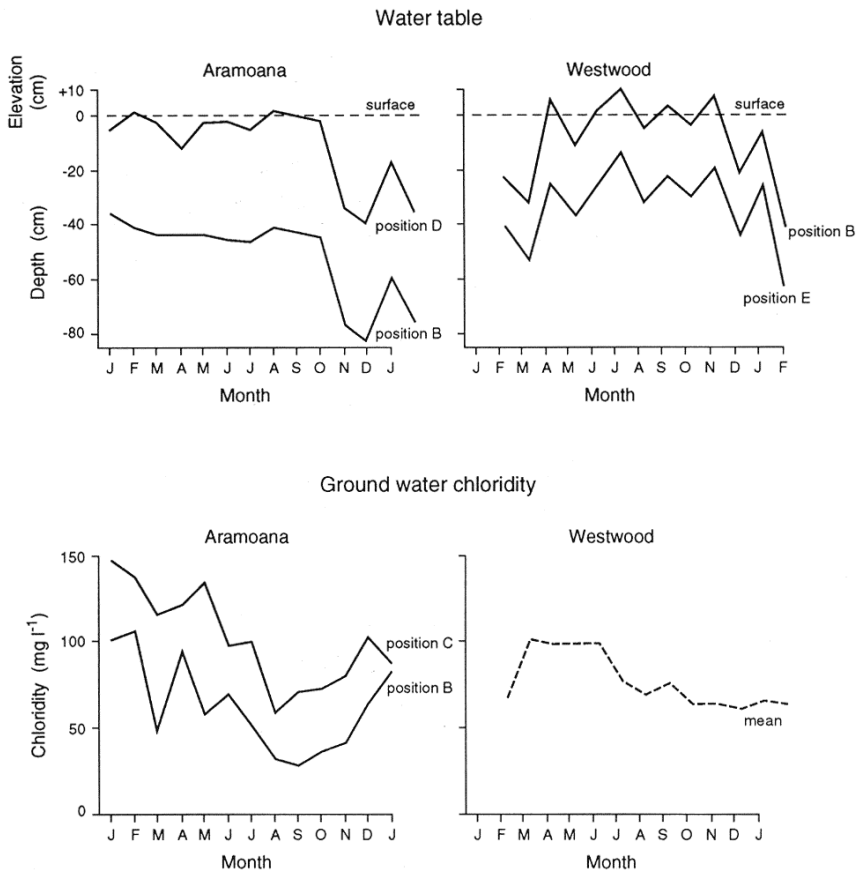 Water table
Aramoana
Westwood
Elevation (cm)
Depth (cm)
+10
0
-20
-40
-60
-80
surface
position D
position B
J F M A M J J A S O N D J
Month
surface
position B
position E
J F M A M J J A S O N D J F
Month
Ground water chloridity
Aramoana
Westwood
Chloridity (mg l⁻¹)
150
100
50
0
position C
position B
J F M A M J J A S O N D J
Month
mean
J F M A M J J A S O N D J
Month